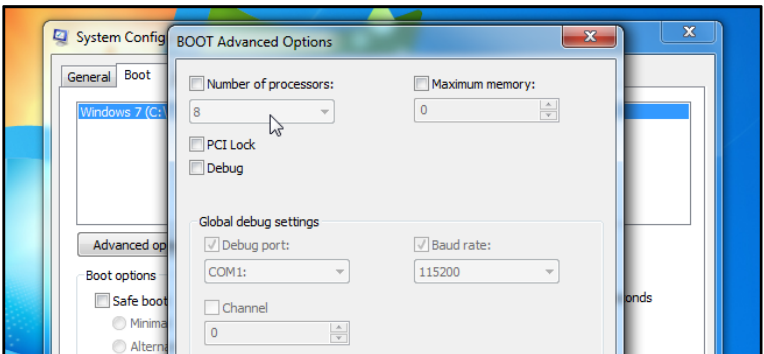 System Config
BOOT Advanced Options
General Boot
Number of processors: Maximum memory:
Windows 7 (C:\
8 0
PCI Lock
Debug
Global debug settings
Advanced op
Debug port: Baud rate:
COM1: 115200
Boot options
Safe boot
Channel
onds
Minima
0
Alterna